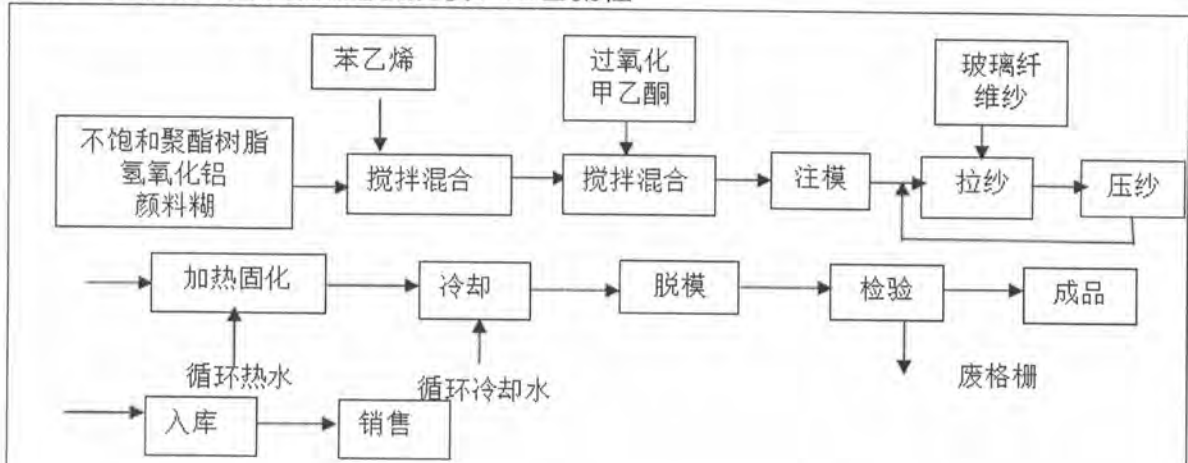 苯乙烯
过氧化
甲乙酮
玻璃纤
维纱
不饱和聚酯树脂
氢氧化铝
颜料糊
搅拌混合
搅拌混合
注模
拉纱
压纱
加热固化
冷却
脱模
检验
成品
循环热水
循环冷却水
废格栅
入库
销售